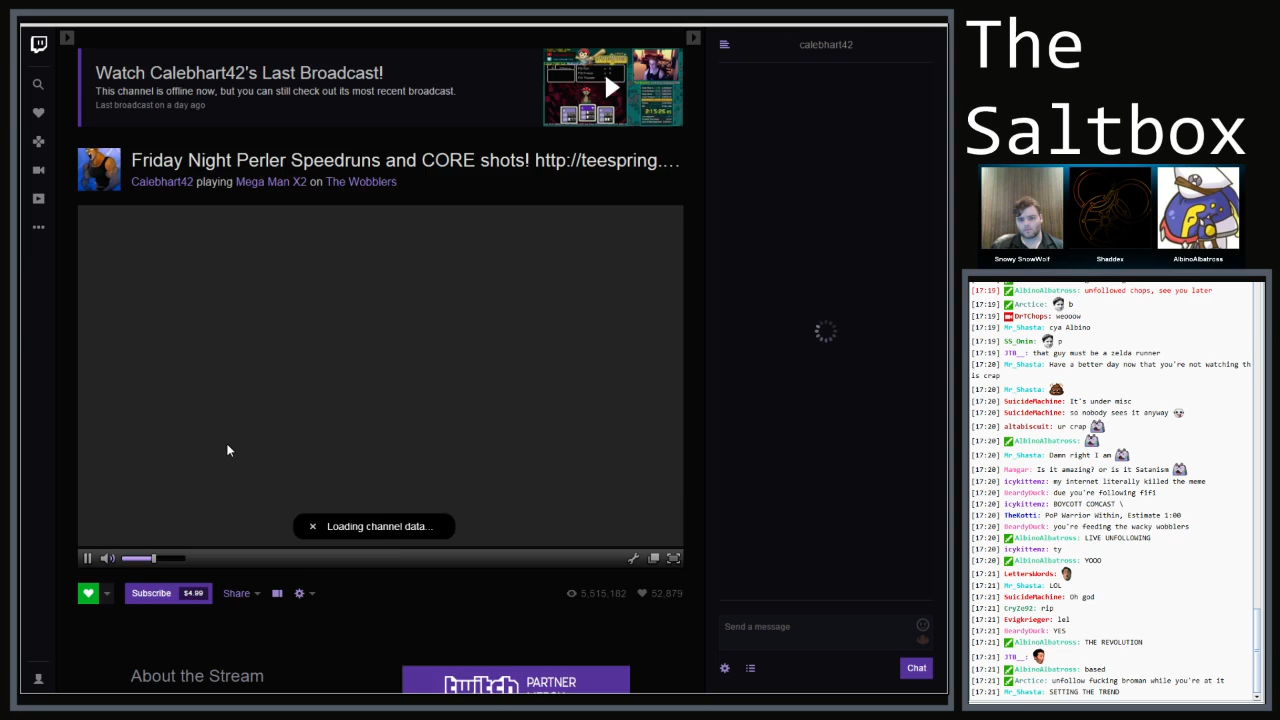 The
Saltbox
calebhart42
This channel is offline now, but you can still check out its most recent broadcast.
Last broadcast on a day ago
Friday Night Perler Speedruns and CORE shots! http://teespring....
Calebhart42 playing Mega Man X2 on The Wobblers
Loading channel data...
Subscribe $4.99
Share
5,515,182
52,879
Send a message
Chat
About the Stream
twitch PARTNER
Snowy SnowWolf
Shaddex
AlbinoAlbatross
[17:19] AlbinoAlbatross: unfollowed chops, see you later
[17:19] Arctice: b
[17:19] DrTChops: weooow
[17:19] Mr_Shasta: cya Albino
[17:19] SS_Onin: p
[17:19] JTB__: that guy must be a zelda runner
[17:20] Mr_Shasta: Have a better day now that you're not watching th
is crap
[17:20] Mr_Shasta:
[17:20] SuicideMachine: It's under misc
[17:20] SuicideMachine: so nobody sees it anyway
[17:20] altabiscuit: ur crap
[17:20] AlbinoAlbatross:
[17:20] Mr_Shasta: Damn right I am
[17:20] Mamgar: Is it amazing? or is it Satanism
[17:20] icykittenz: my internet literally killed the meme
[17:20] BeardyDuck: due you're following fifi
[17:20] icykittenz: BOYCOTT COMCAST \
[17:20] TheKotti: PoP Warrior Within, Estimate 1:00
[17:20] BeardyDuck: you're feeding the wacky wobblers
[17:20] AlbinoAlbatross: LIVE UNFOLLOWING
[17:20] icykittenz: ty
[17:20] AlbinoAlbatross: YOOO
[17:21] LettersWords:
[17:21] Mr_Shasta: LOL
[17:21] SuicideMachine: Oh god
[17:21] CryZe92: rip
[17:21] Evigkrieger: lel
[17:21] BeardyDuck: YES
[17:21] AlbinoAlbatross: THE REVOLUTION
[17:21] JTB__:
[17:21] AlbinoAlbatross: based
[17:21] Arctice: unfollow fucking broman while you're at it
[17:21] Mr_Shasta: SETTING THE TREND